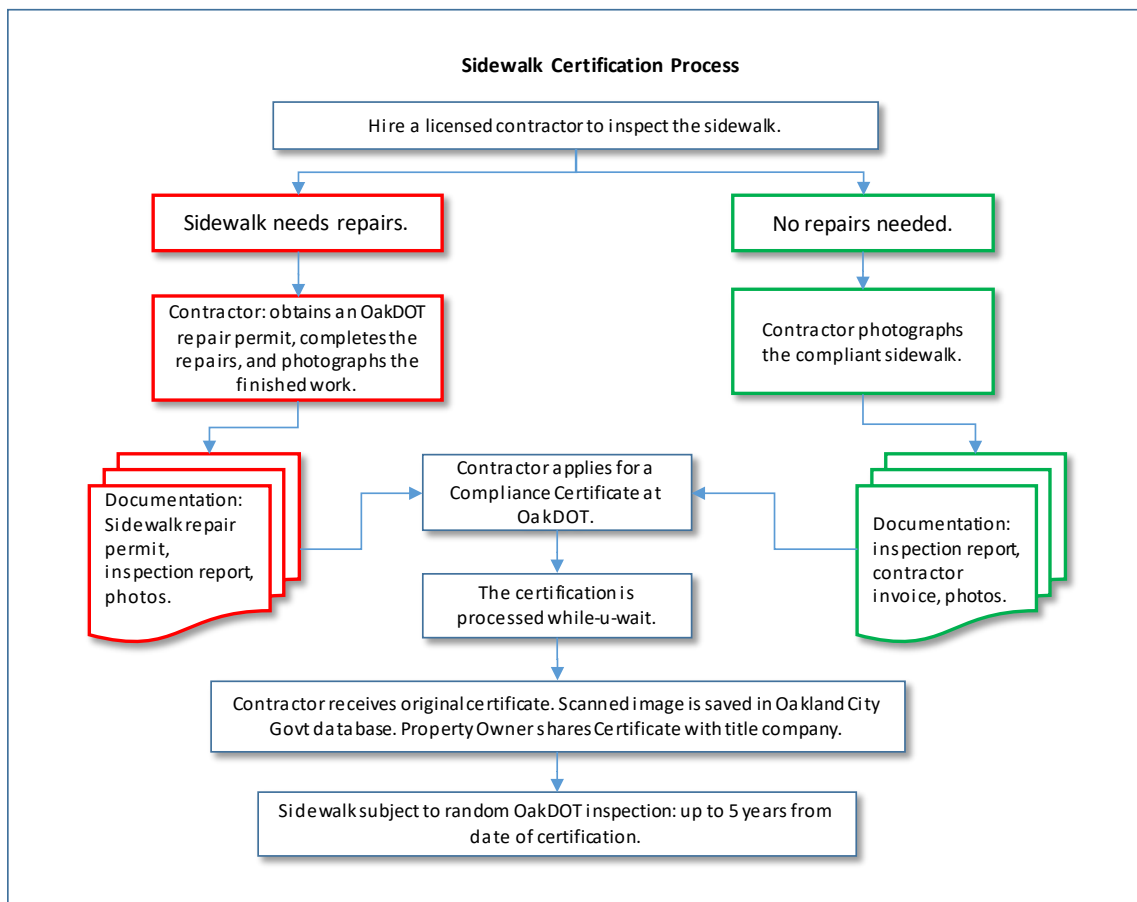 Sidewalk Certification Process
Hire a licensed contractor to inspect the sidewalk.
Sidewalk needs repairs.
No repairs needed.
Contractor: obtains an OakDOT
repair permit, completes the
repairs, and photographs the
finished work.
Contractor photographs
the compliant sidewalk.
Documentation:
Sidewalk repair
permit,
inspection report,
photos.
Contractor applies for a
Compliance Certificate at
OakDOT.
Documentation:
inspection report,
contractor
invoice, photos.
The certification is
processed while-u-wait.
Contractor receives original certificate. Scanned image is saved in Oakland City
Govt database. Property Owner shares Certificate with title company.
Sidewalk subject to random OakDOT inspection: up to 5 years from
date of certification.